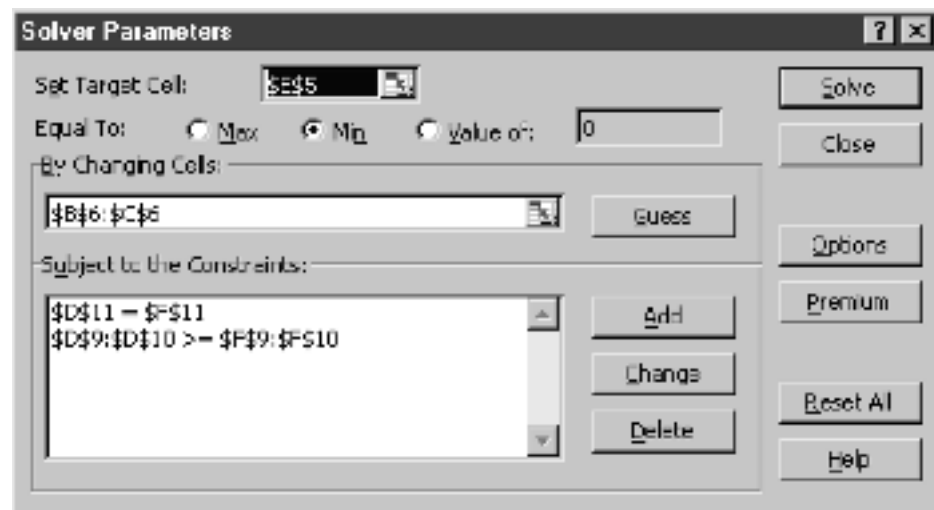 Solver Parameters
Set Target Cell:
Solve
Equal To: Max Min Value of: 0
Close
By Changing Cells:
$B$6:$C$6
Guess
Options
Subject to the Constraints:
Premium
$D$11 = $F$11
$D$9:$D$10 >= $F$9:$F$10
Add
Change
Reset All
Delete
Help